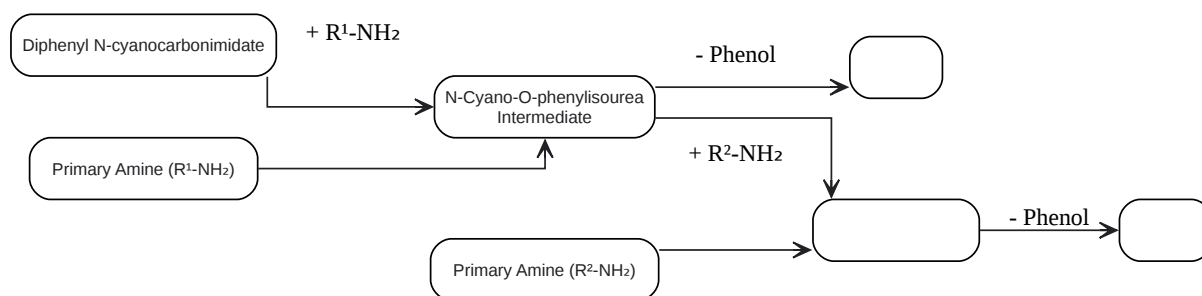 Diphenyl N-cyanocarbonimidate
+ R¹-NH₂
- Phenol
N-Cyano-O-phenylisourea
Intermediate
+ R²-NH₂
Primary Amine (R¹-NH₂)
- Phenol
Primary Amine (R²-NH₂)